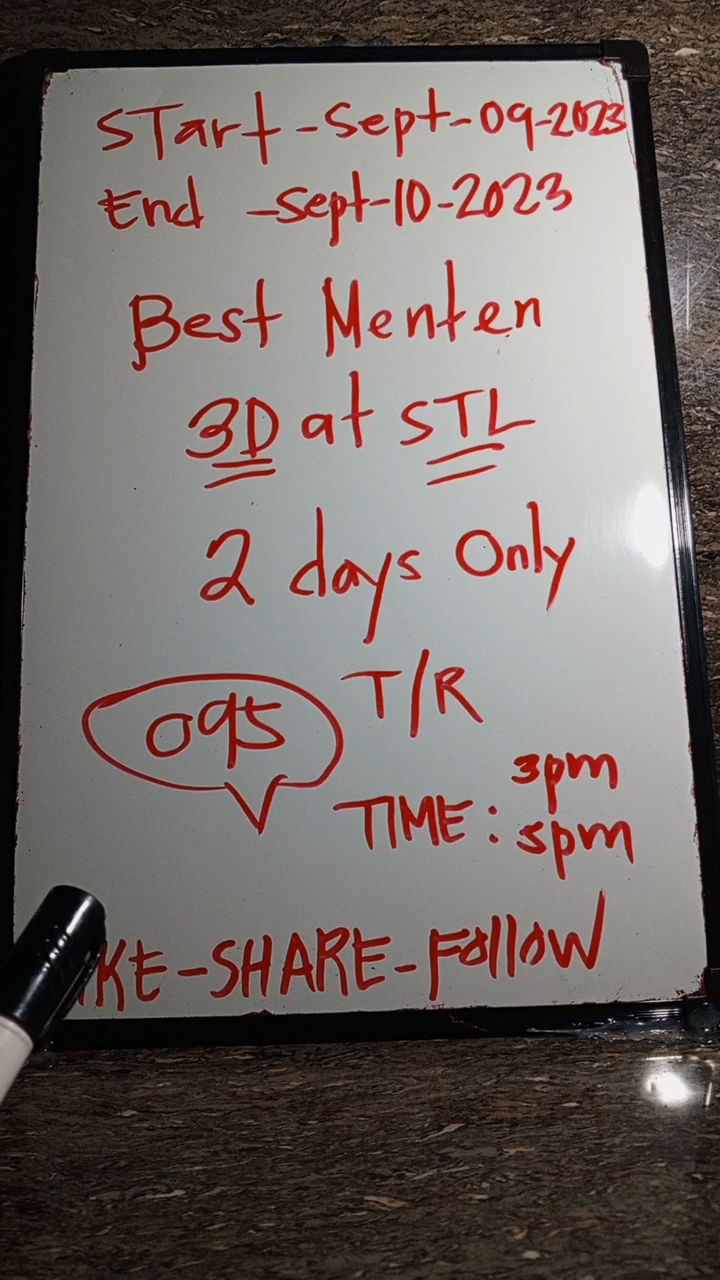 START-Sept-09-2023
End -Sept-10-2023
Best Menten
3D at STL
2 days Only
095 T/R
TIME: 3pm
5pm
KE-SHARE-FOllOW